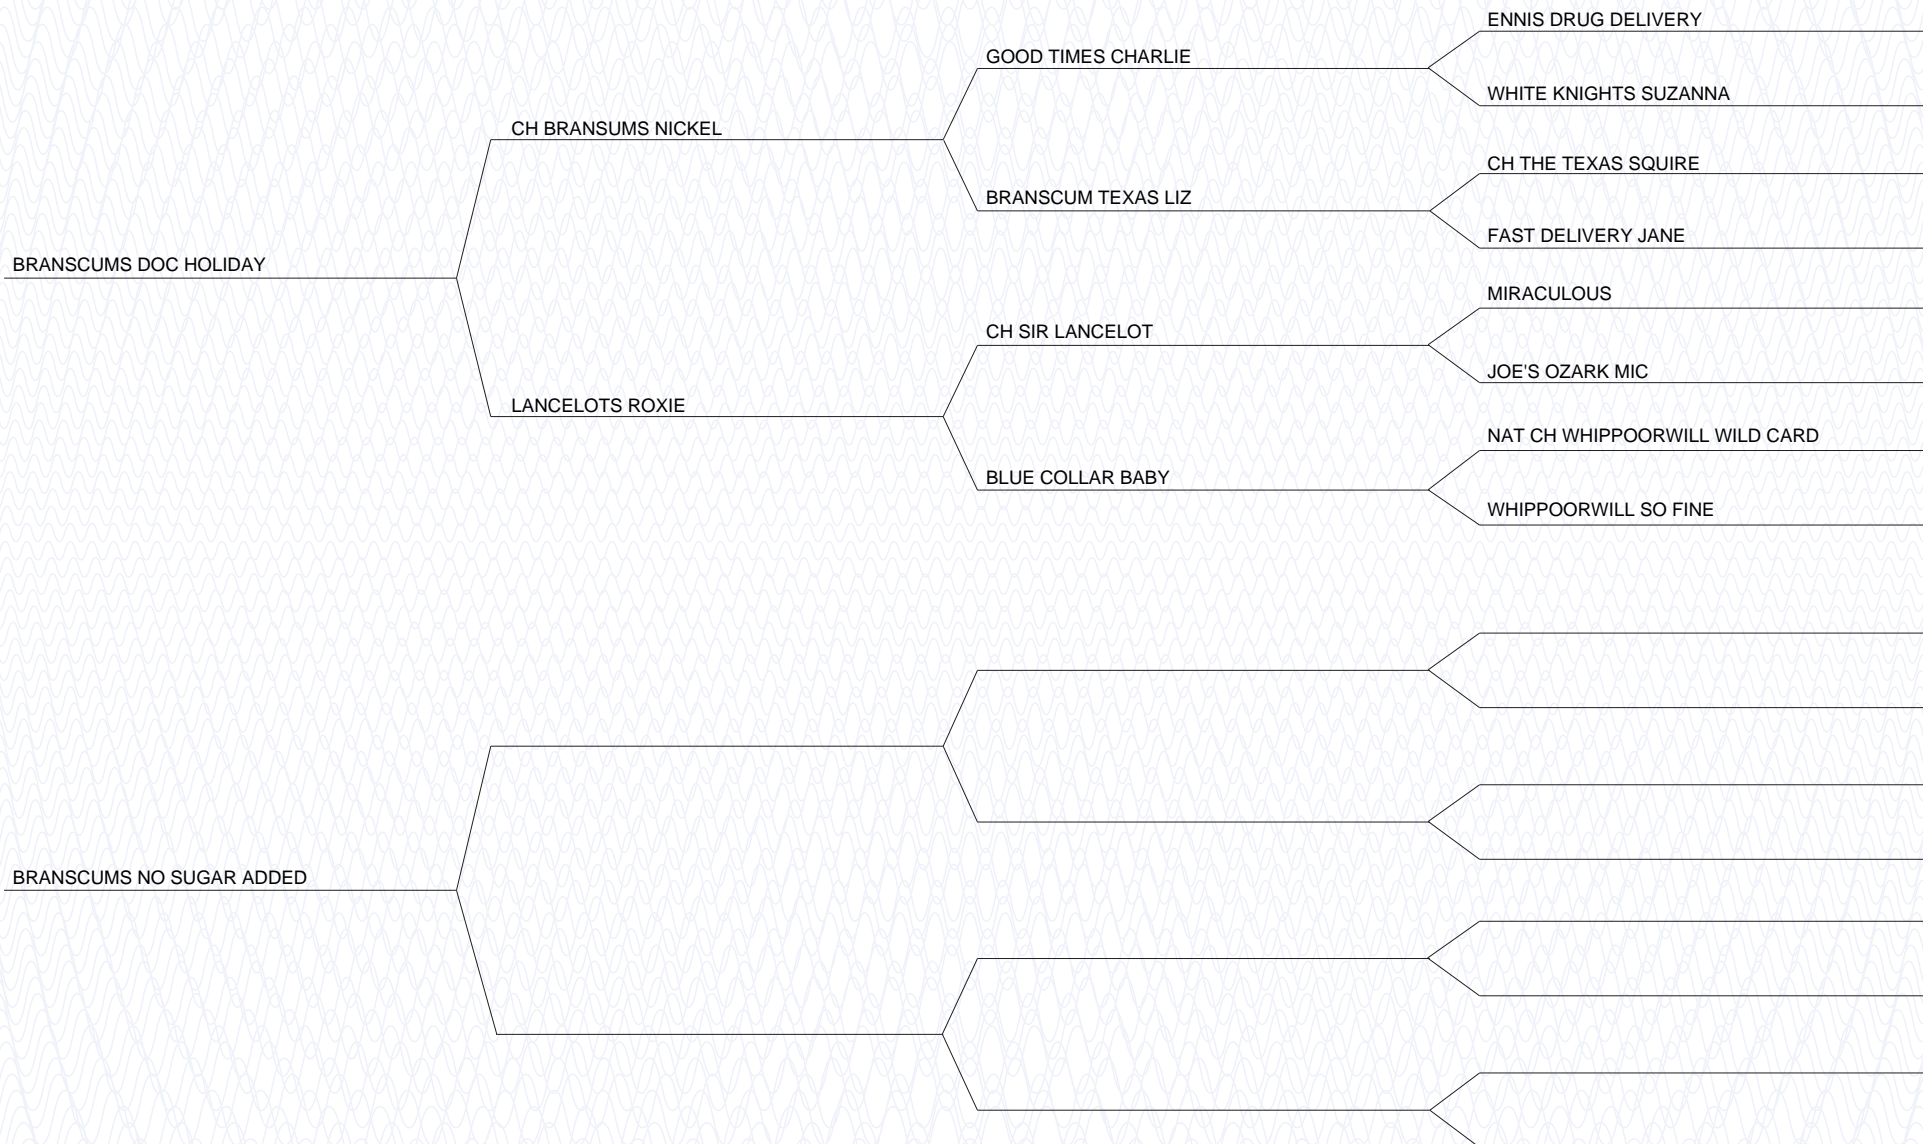 ENNIS DRUG DELIVERY
GOOD TIMES CHARLIE
WHITE KNIGHTS SUZANNA
CH BRANSUMS NICKEL
CH THE TEXAS SQUIRE
BRANSCUM TEXAS LIZ
FAST DELIVERY JANE
BRANSCUMS DOC HOLIDAY
MIRACULOUS
CH SIR LANCELOT
JOE'S OZARK MIC
LANCELOTS ROXIE
NAT CH WHIPPOORWILL WILD CARD
BLUE COLLAR BABY
WHIPPOORWILL SO FINE
BRANSCUMS NO SUGAR ADDED